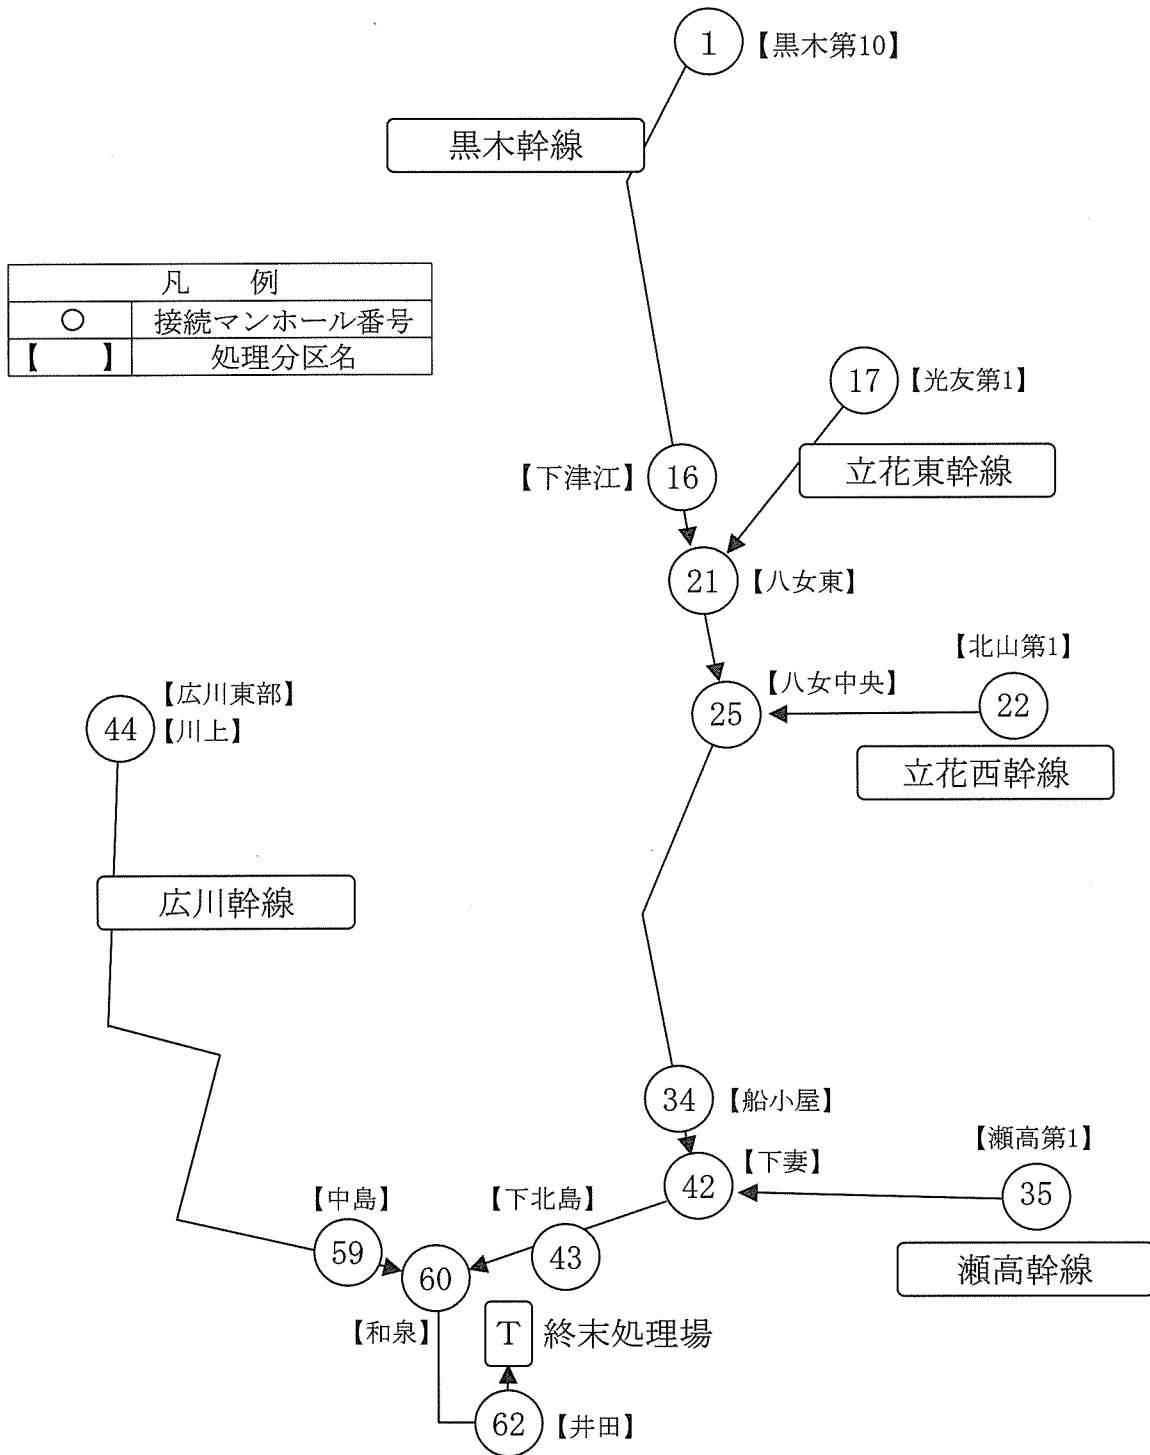 1 【黒木第10】
黒木幹線
凡　例
○ 接続マンホール番号
【　】 処理分区名
17 【光友第1】
立花東幹線
【下津江】 16
21 【八女東】
【北山第1】
【八女中央】
25
22
立花西幹線
【広川東部】
44
【川上】
広川幹線
34 【船小屋】
【瀬高第1】
【下妻】
42
35
【中島】
【下北島】
59
43
60
瀬高幹線
【和泉】
T 終末処理場
62 【井田】